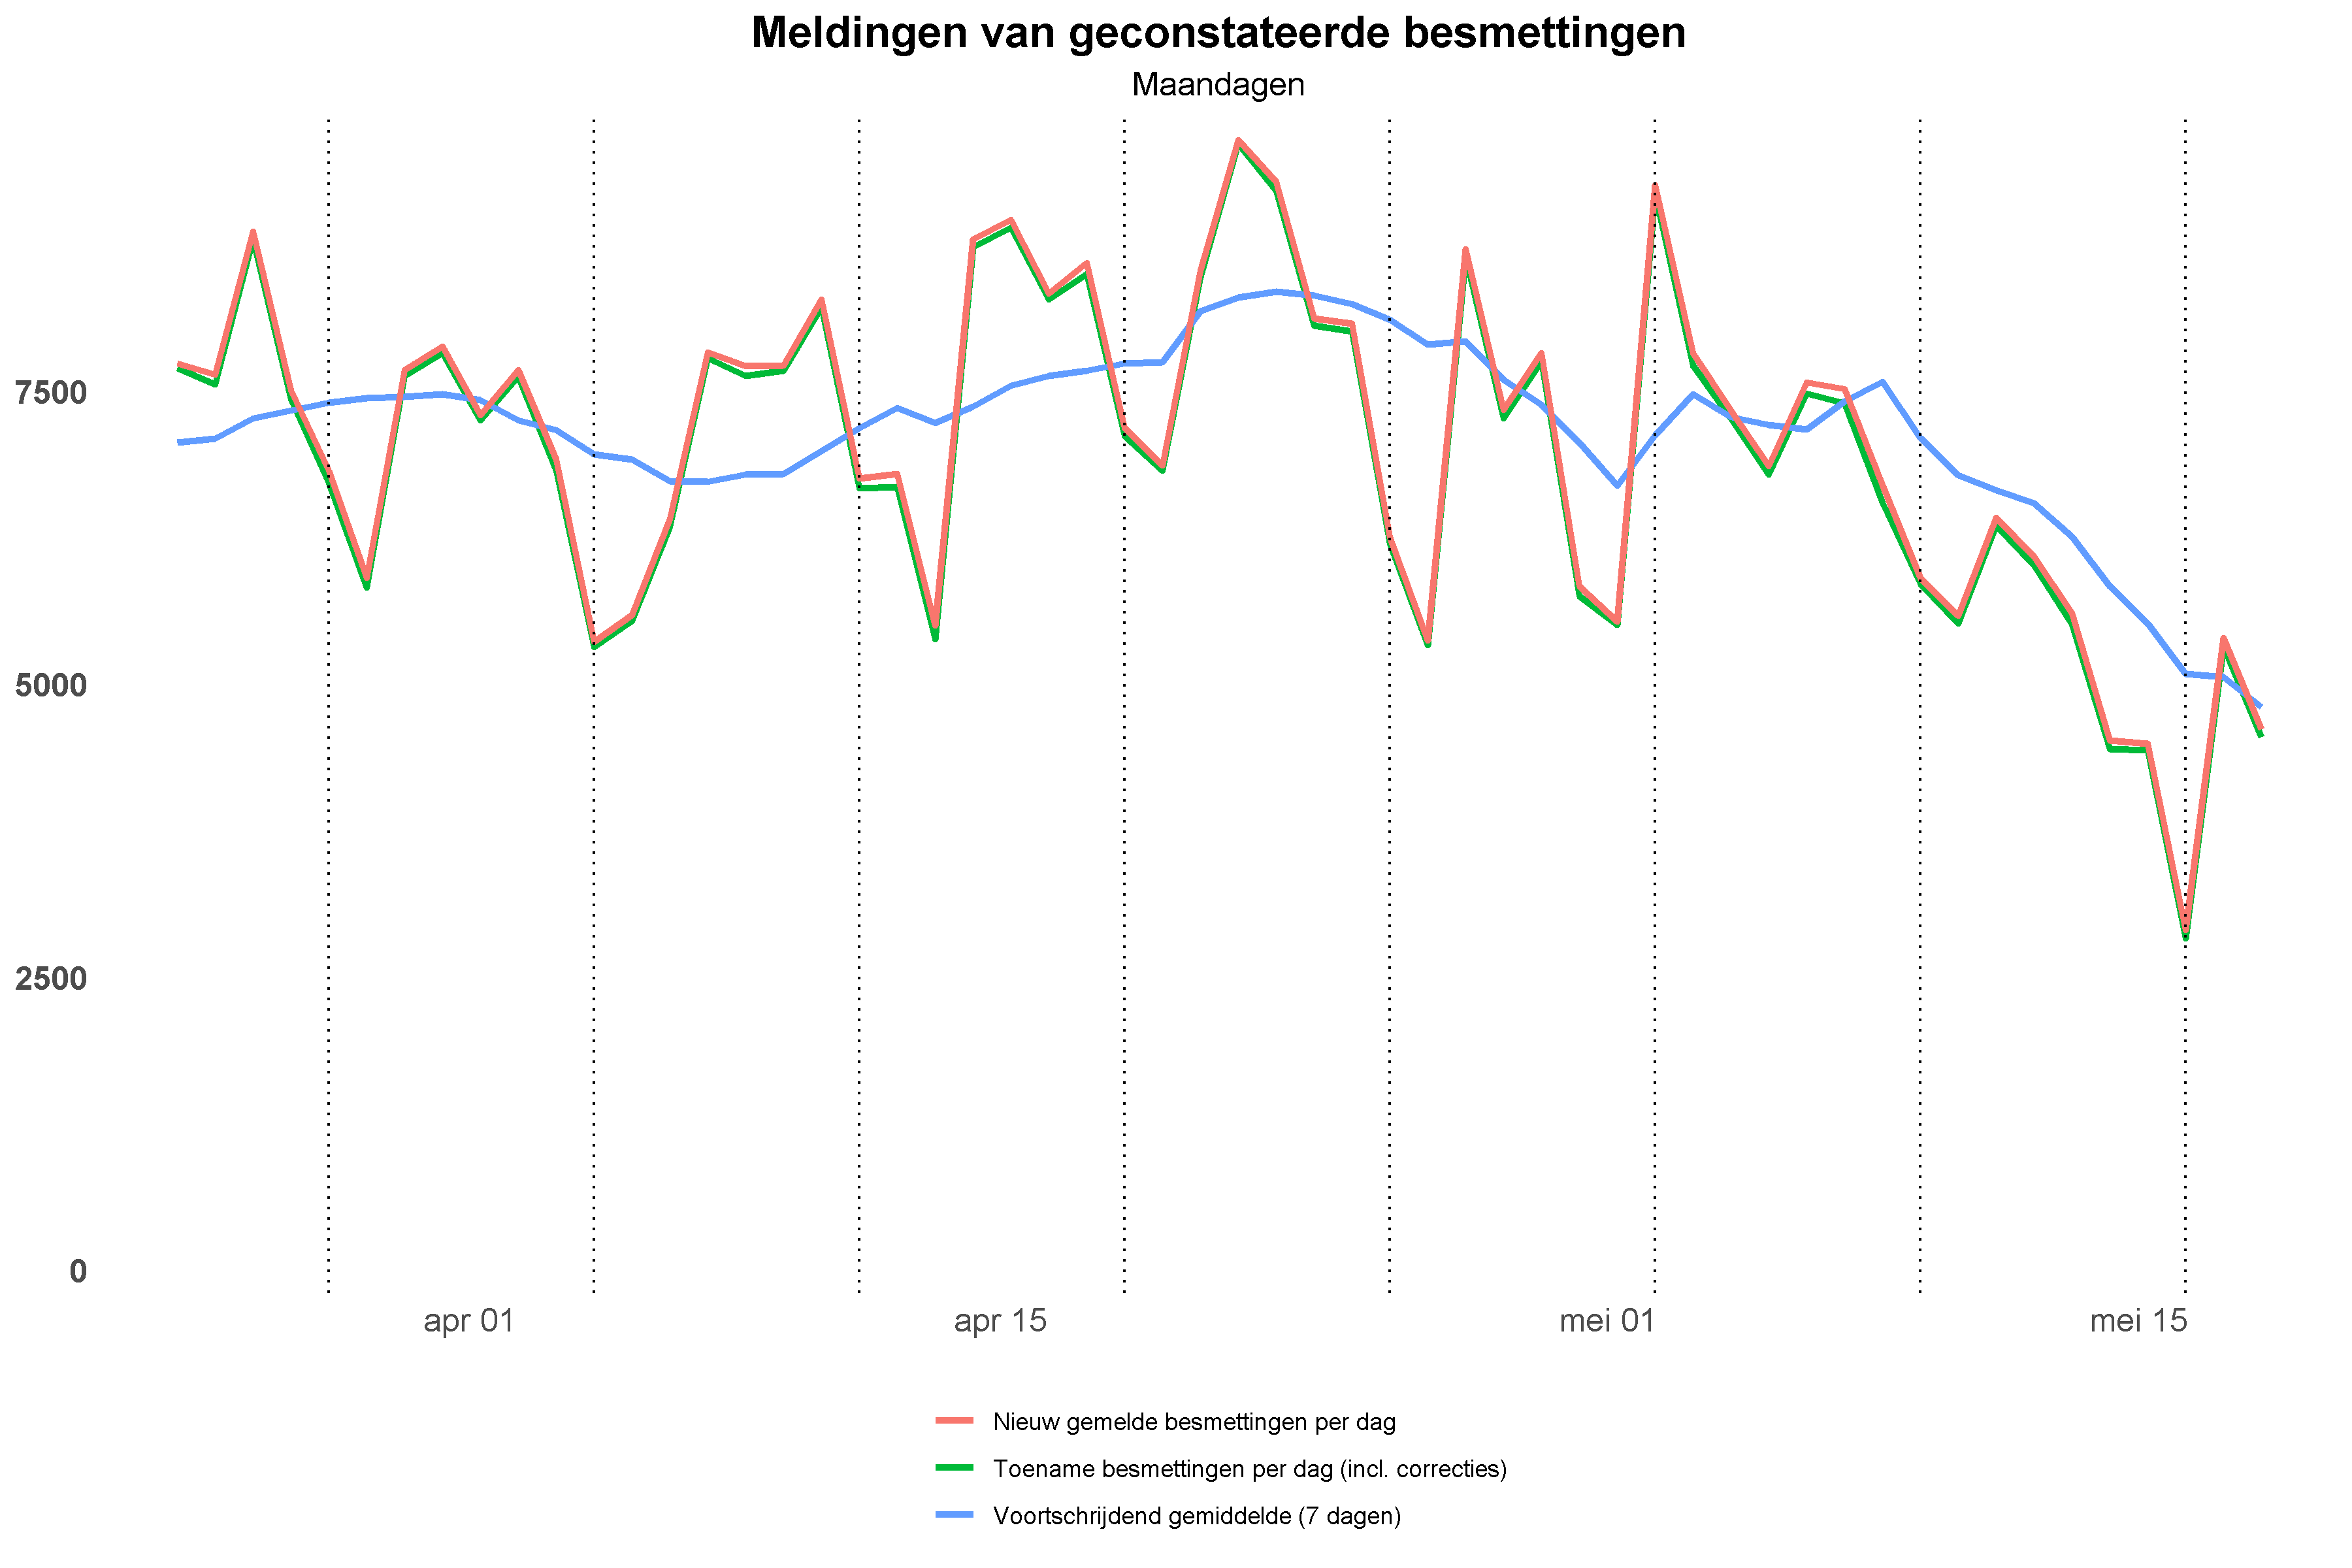 Meldingen van geconstateerde besmettingen
Maandagen
7500
5000
2500
0
apr 01
apr 15
mei 01
mei 15
Nieuw gemelde besmettingen per dag
Toename besmettingen per dag (incl. correcties)
Voortschrijdend gemiddelde (7 dagen)